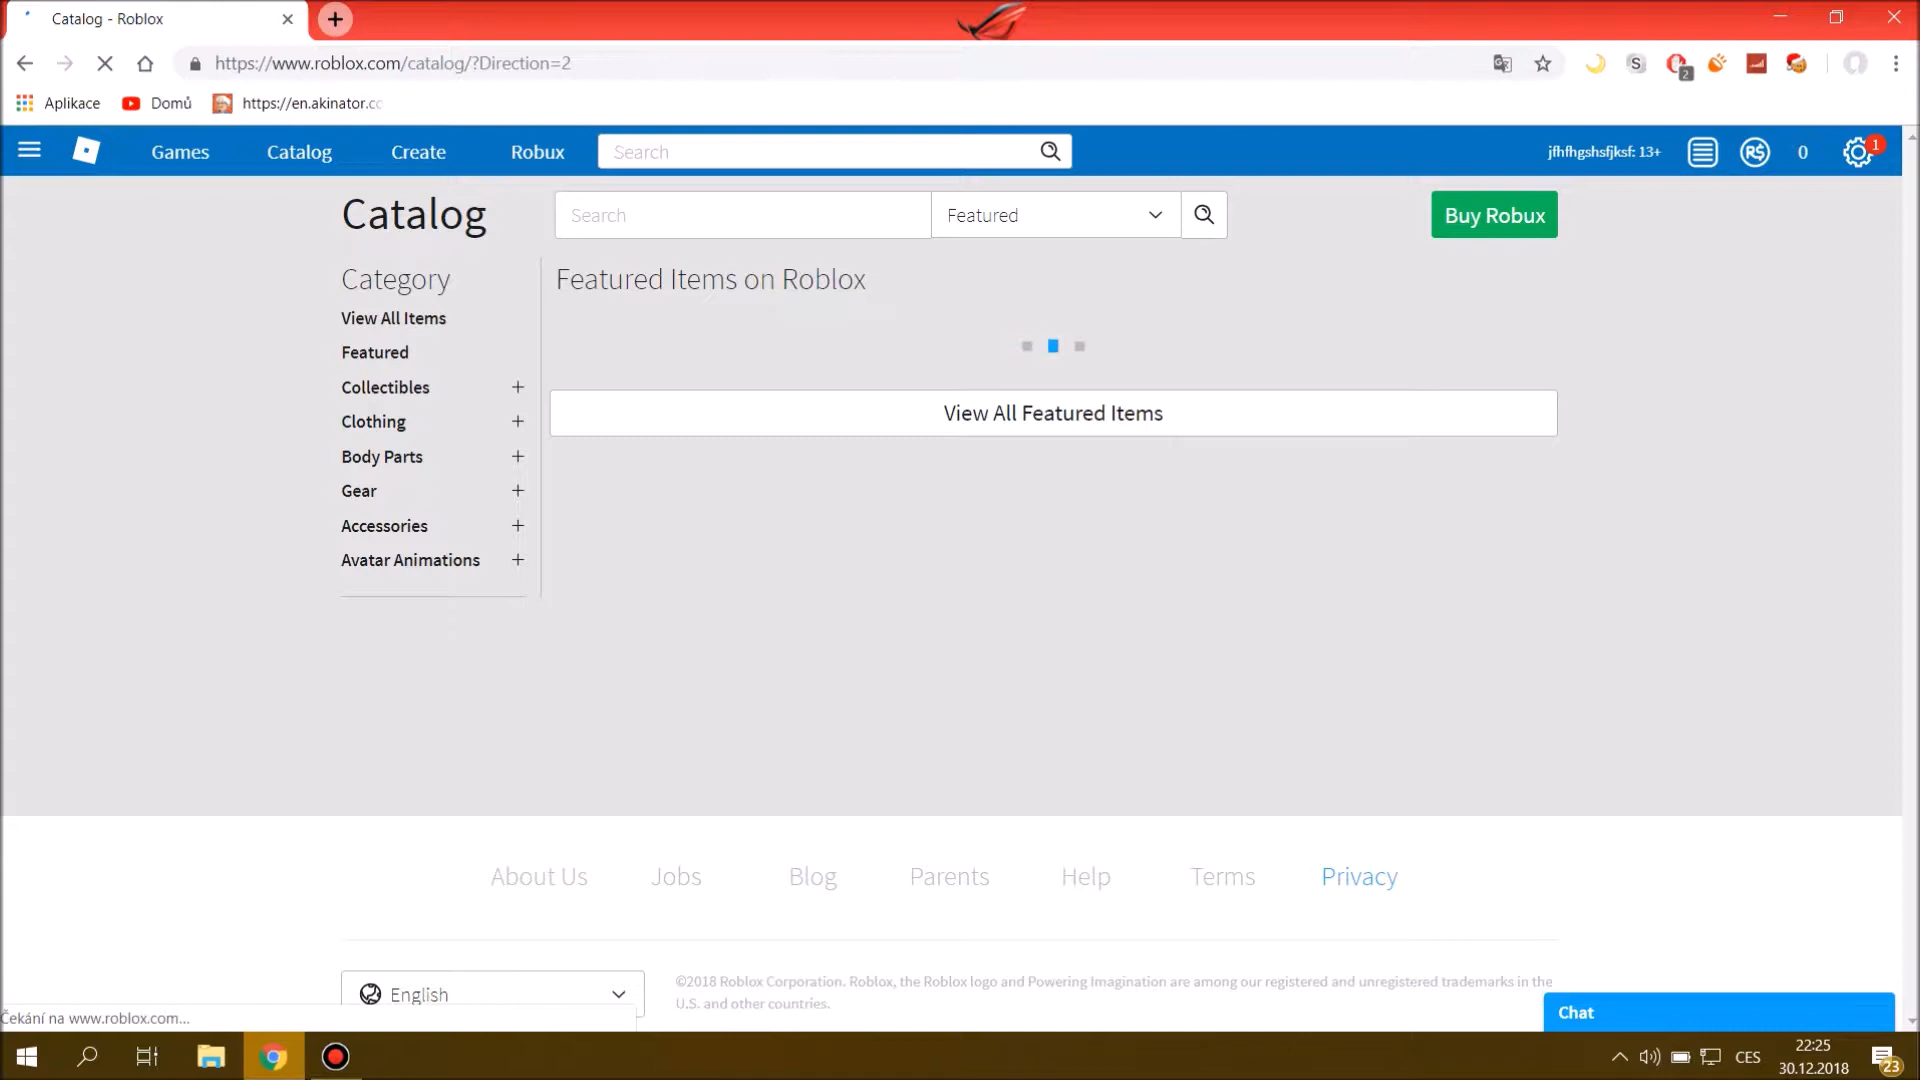 Catalog - Roblox
https://www.roblox.com/catalog/?Direction=2
S
2
Aplikace
Domů
https://en.akinator.cc
Games
Catalog
Create
Robux
Search
jfhfhgshsfjksf: 13+
R$
0
1
Catalog
Search
Featured
Buy Robux
Category
Featured Items on Roblox
View All Items
Featured
Collectibles +
View All Featured Items
Clothing +
Body Parts +
Gear +
Accessories +
Avatar Animations +
About Us
Jobs
Blog
Parents
Help
Terms
Privacy
English
©2018 Roblox Corporation. Roblox, the Roblox logo and Powering Imagination are among our registered and unregistered trademarks in the
U.S. and other countries.
Chat
Čekání na www.roblox.com...
CES
22:25
30.12.2018
23